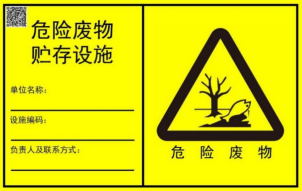 危险废物
贮存设施
单位名称：
设施编码：
负责人及联系方式：
危险废物